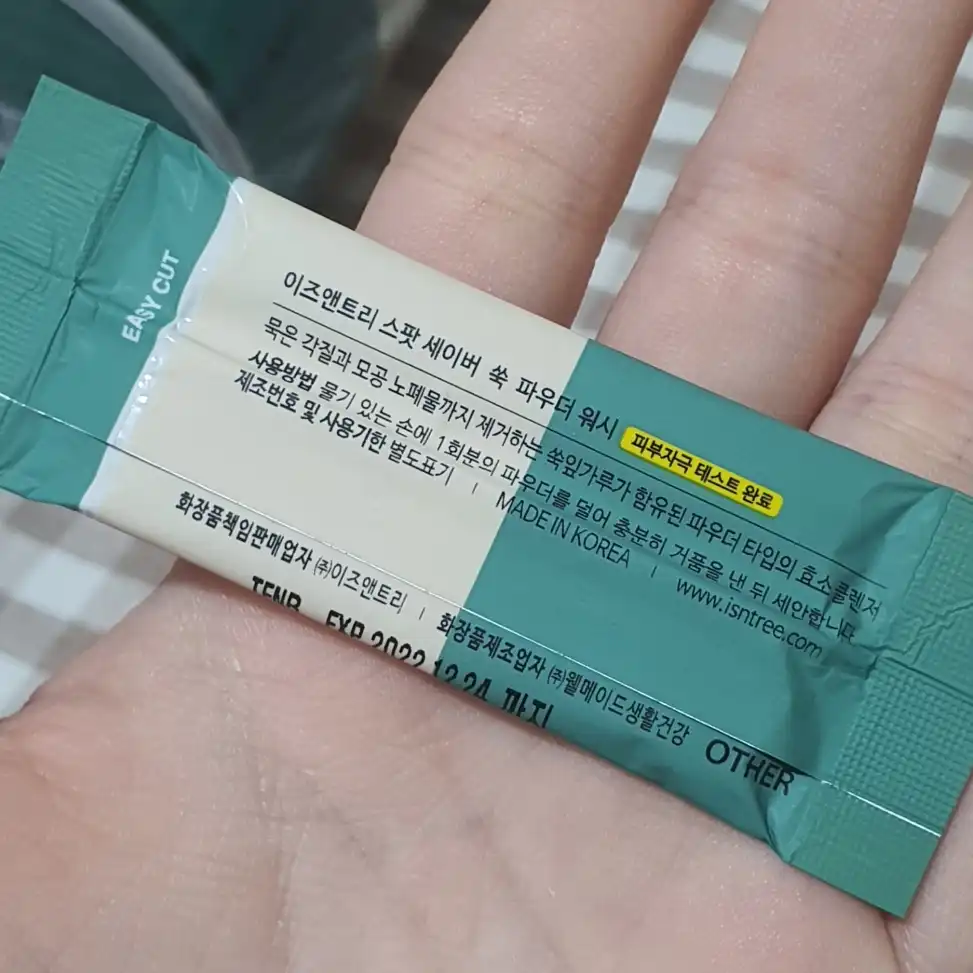 EASY CUT
이즈앤트리 스팟 세이버 쑥 파우더 워시 피부자극 테스트 완료
묵은 각질과 모공 노폐물까지 제거하는 쑥잎가루가 함유된 파우더 타입의 효소 클렌저
사용방법 물기 있는 손에 1회분의 파우더를 덜어 충분히 거품을 낸 뒤 세안합니다.
제조번호 및 사용기한 별도표기 | MADE IN KOREA | www.isntree.com
화장품책임판매업자 ㈜이즈앤트리 | 화장품제조업자 ㈜웰메이드생활건강 OTHER
EXP 2022.12.24 까지